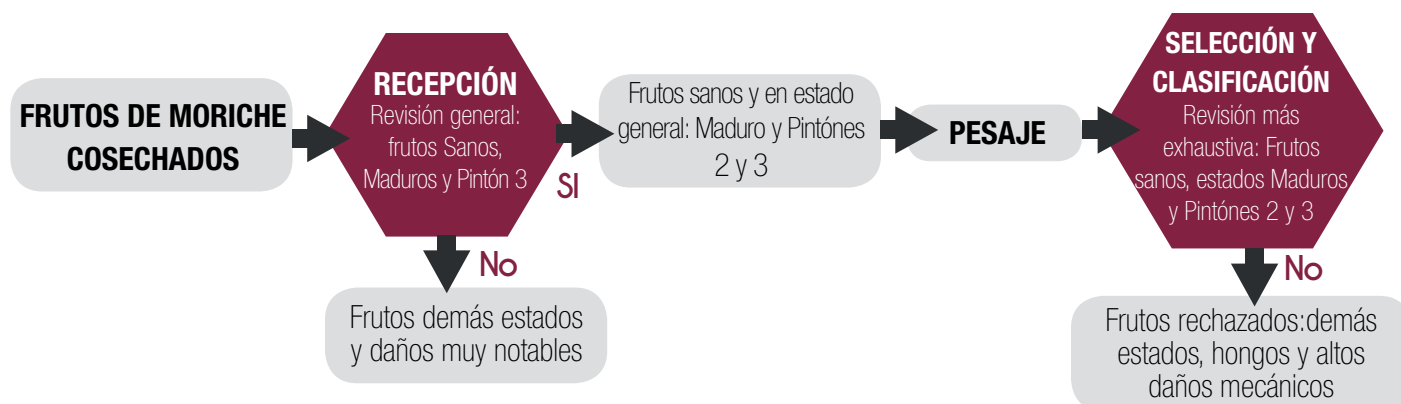 FRUTOS DE MORICHE
COSECHADOS
RECEPCIÓN
Revisión general:
frutos Sanos,
Maduros y Pintón 3
SI
No
Frutos demás estados
y daños muy notables
Frutos sanos y en estado
general: Maduro y Pintónes
2 y 3
PESAJE
SELECCIÓN Y
CLASIFICACIÓN
Revisión más
exhaustiva: Frutos
sanos, estados Maduros
y Pintónes 2 y 3
No
Frutos rechazados:demás
estados, hongos y altos
daños mecánicos